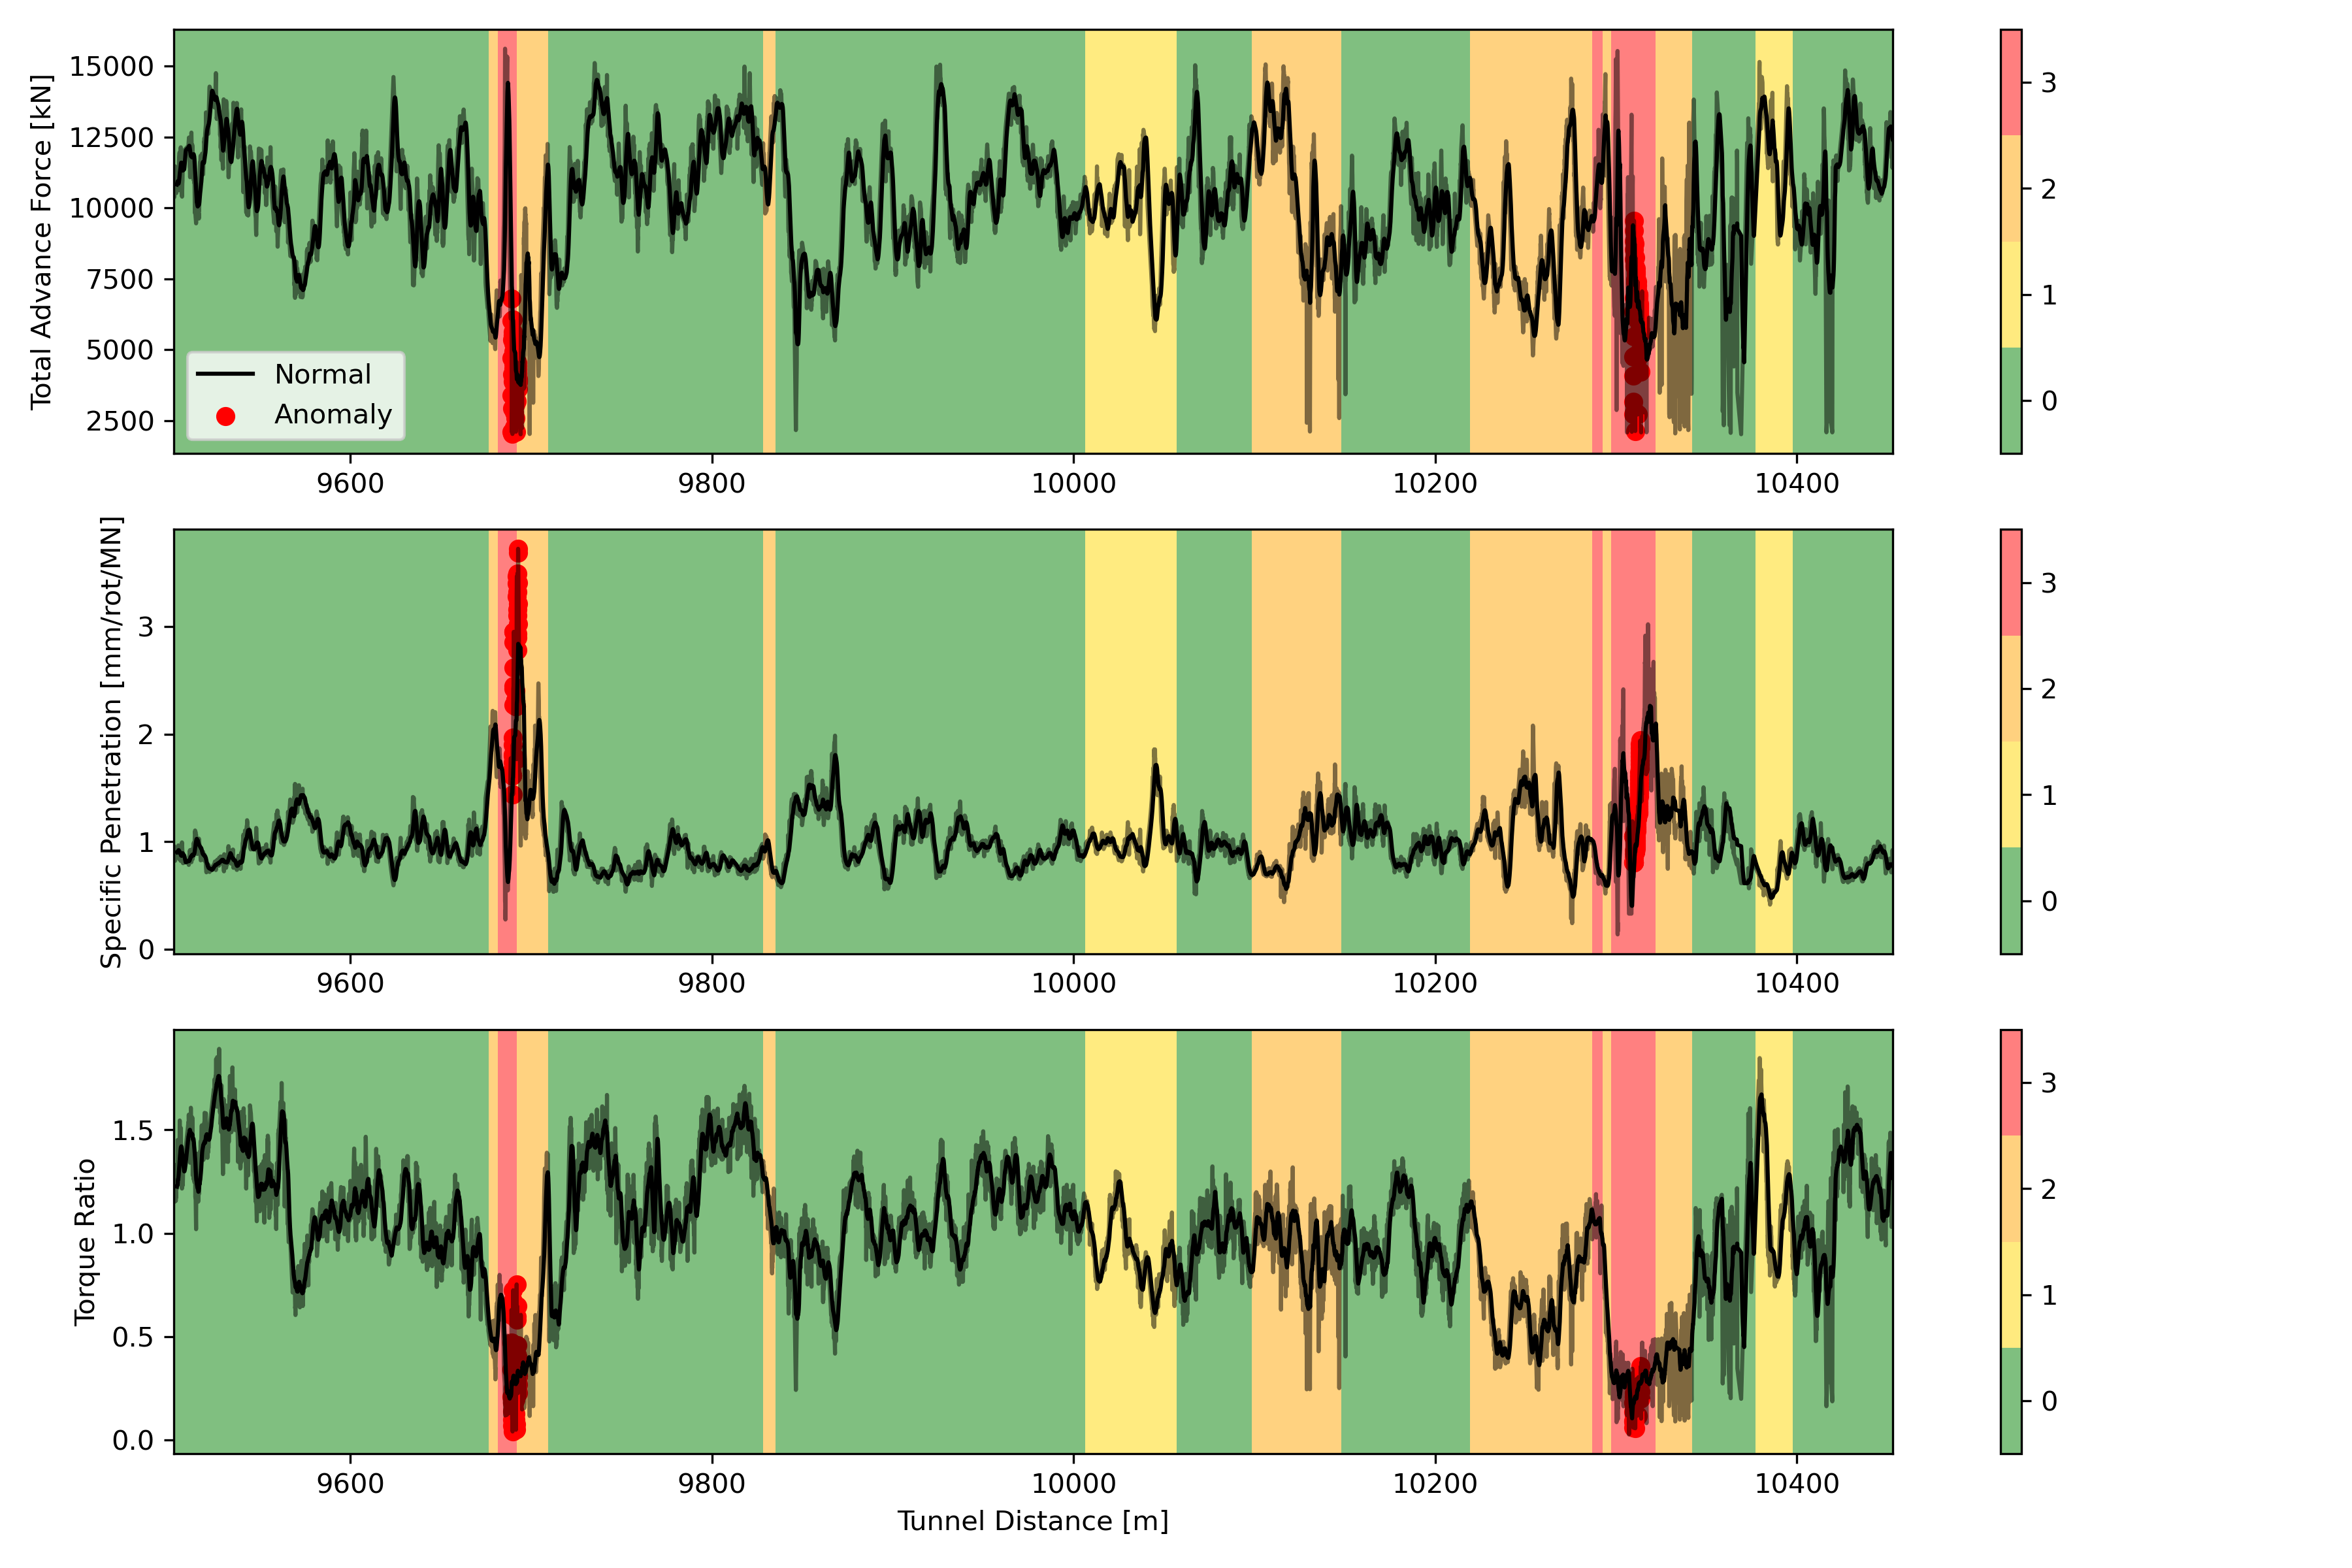 Total Advance Force [kN]
15000
12500
10000
7500
5000
2500
Normal
Anomaly
9600 9800 10000 10200 10400
3
2
1
0
Specific Penetration [mm/rot/MN]
3
2
1
0
9600 9800 10000 10200 10400
3
2
1
0
Torque Ratio
1.5
1.0
0.5
0.0
9600 9800 10000 10200 10400
Tunnel Distance [m]
3
2
1
0